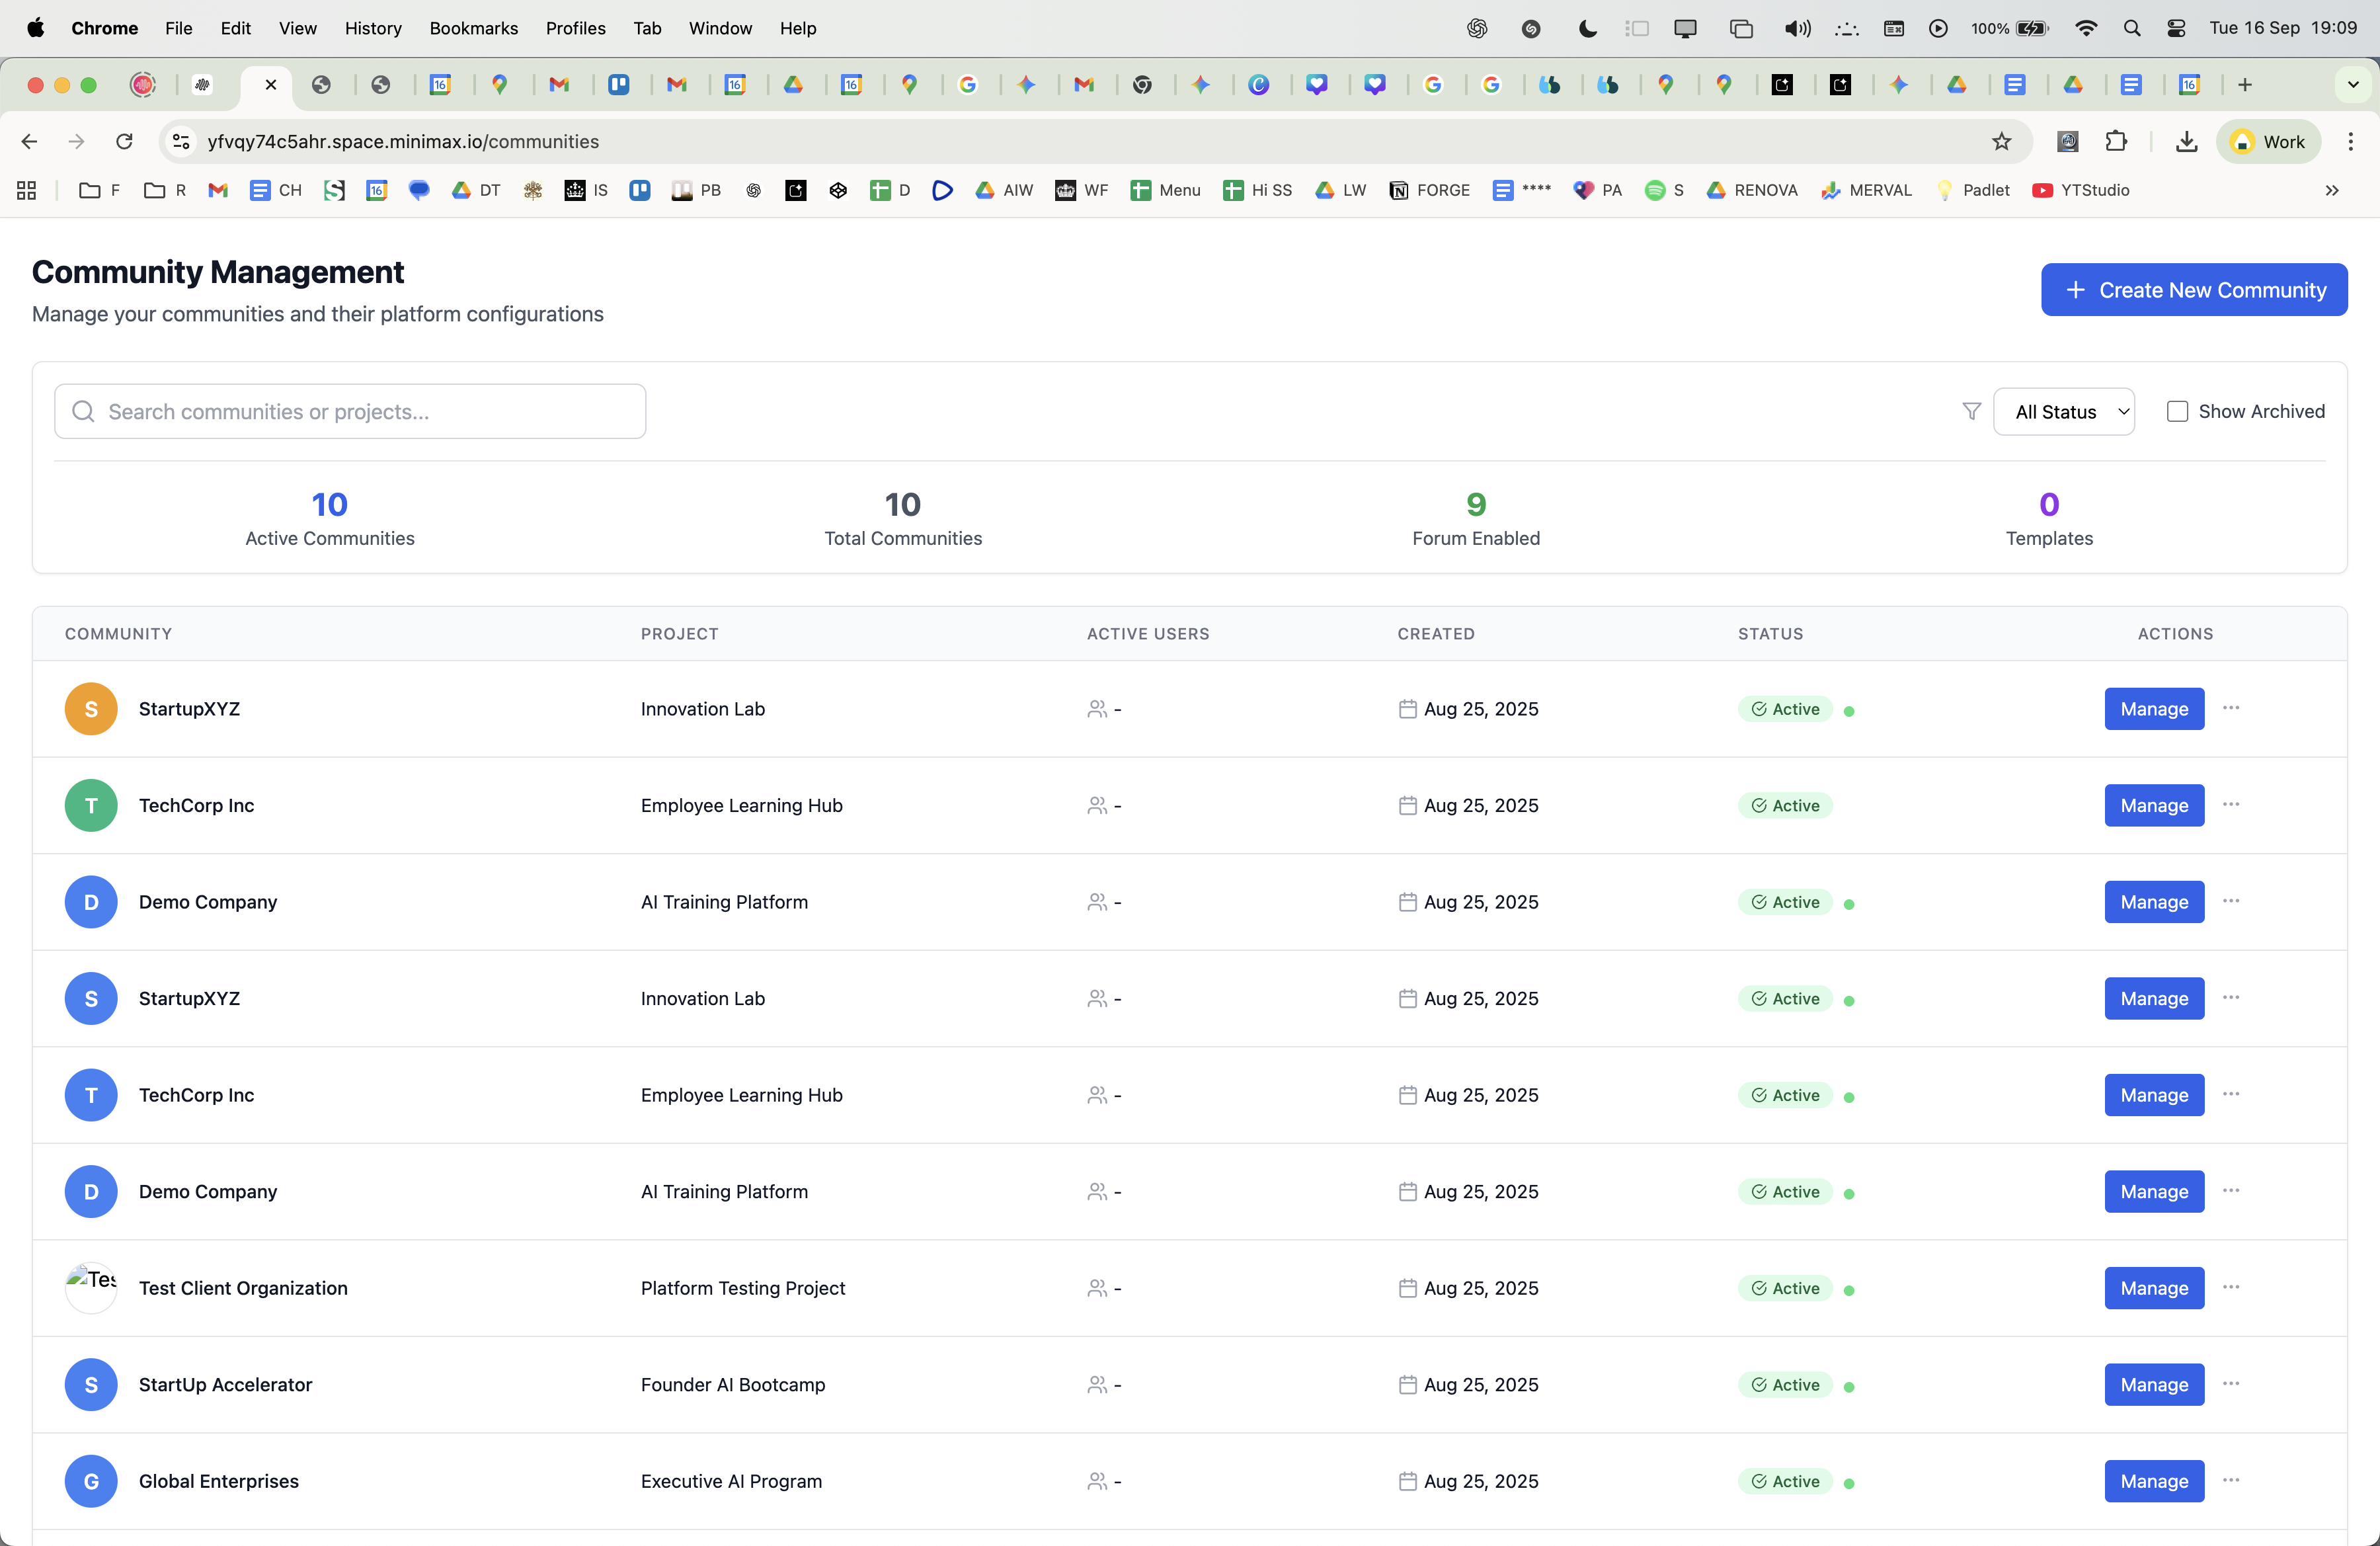 Chrome File Edit View History Bookmarks Profiles Tab Window Help 100% Tue 16 Sep 19:09
16 16 16 16
yfvqy74c5ahr.space.minimax.io/communities Work
F R CH 16 DT IS PB D AIW WF Menu Hi SS LW FORGE **** PA S RENOVA MERVAL Padlet YTStudio
Community Management
Manage your communities and their platform configurations
+ Create New Community
Search communities or projects...
All Status
Show Archived
10 10 9 0
Active Communities Total Communities Forum Enabled Templates
COMMUNITY PROJECT ACTIVE USERS CREATED STATUS ACTIONS
S StartupXYZ Innovation Lab - Aug 25, 2025 Active Manage ...
T TechCorp Inc Employee Learning Hub - Aug 25, 2025 Active Manage ...
D Demo Company AI Training Platform - Aug 25, 2025 Active Manage ...
S StartupXYZ Innovation Lab - Aug 25, 2025 Active Manage ...
T TechCorp Inc Employee Learning Hub - Aug 25, 2025 Active Manage ...
D Demo Company AI Training Platform - Aug 25, 2025 Active Manage ...
Tes Test Client Organization Platform Testing Project - Aug 25, 2025 Active Manage ...
S StartUp Accelerator Founder AI Bootcamp - Aug 25, 2025 Active Manage ...
G Global Enterprises Executive AI Program - Aug 25, 2025 Active Manage ...